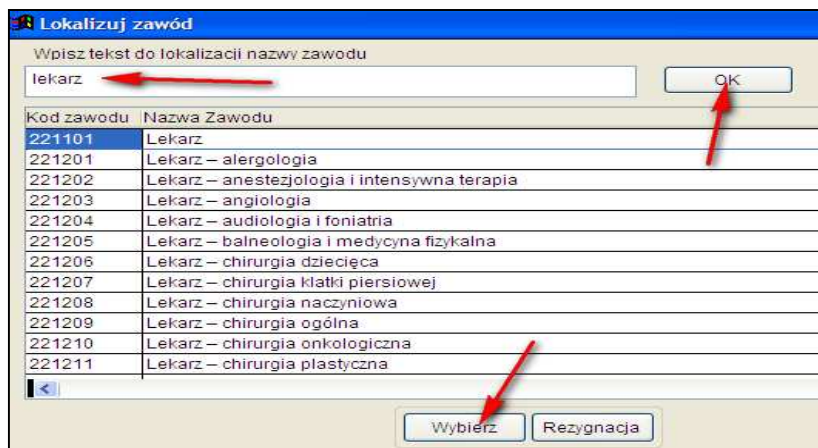 Lokalizuj zawód
Wpisz tekst do lokalizacji nazwy zawodu
lekarz OK
Kod zawodu Nazwa Zawodu
221101 Lekarz
221201 Lekarz – alergologia
221202 Lekarz – anestezjologia i intensywna terapia
221203 Lekarz – angiologia
221204 Lekarz – audiologia i foniatria
221205 Lekarz – balneologia i medycyna fizykalna
221206 Lekarz – chirurgia dziecięca
221207 Lekarz – chirurgia klatki piersiowej
221208 Lekarz – chirurgia naczyniowa
221209 Lekarz – chirurgia ogólna
221210 Lekarz – chirurgia onkologiczna
221211 Lekarz – chirurgia plastyczna
Wybierz Rezygnacja